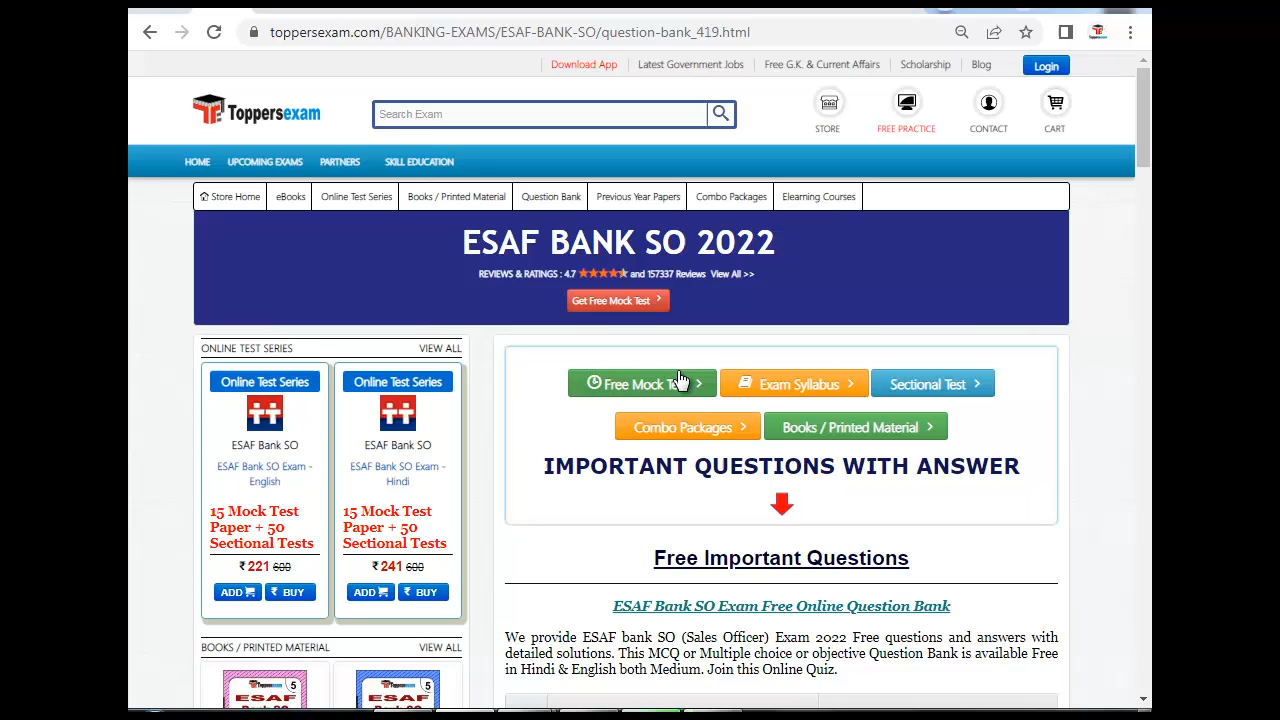 toppersexam.com/BANKING-EXAMS/ESAF-BANK-SO/question-bank_419.html
Download App
Latest Government Jobs
Free G.K. & Current Affairs
Scholarship
Blog
Login
Toppersexam
Search Exam
STORE
FREE PRACTICE
CONTACT
CART
HOME
UPCOMING EXAMS
PARTNERS
SKILL EDUCATION
Store Home
eBooks
Online Test Series
Books / Printed Material
Question Bank
Previous Year Papers
Combo Packages
Elearning Courses
ESAF BANK SO 2022
REVIEWS & RATINGS : 4.7
and 157337 Reviews View All >>
Get Free Mock Test
ONLINE TEST SERIES
VIEW ALL
Online Test Series
ESAF Bank SO
ESAF Bank SO Exam -
English
15 Mock Test
Paper + 50
Sectional Tests
₹ 221 600
ADD
₹ BUY
Online Test Series
ESAF Bank SO
ESAF Bank SO Exam -
Hindi
15 Mock Test
Paper + 50
Sectional Tests
₹ 241 600
ADD
₹ BUY
BOOKS / PRINTED MATERIAL
VIEW ALL
Toppersexam
5
ESAF
Toppersexam
5
ESAF
Free Mock
Exam Syllabus
Sectional Test
Combo Packages
Books / Printed Material
IMPORTANT QUESTIONS WITH ANSWER
Free Important Questions
ESAF Bank SO Exam Free Online Question Bank
We provide ESAF bank SO (Sales Officer) Exam 2022 Free questions and answers with
detailed solutions. This MCQ or Multiple choice or objective Question Bank is available Free
in Hindi & English both Medium. Join this Online Quiz.